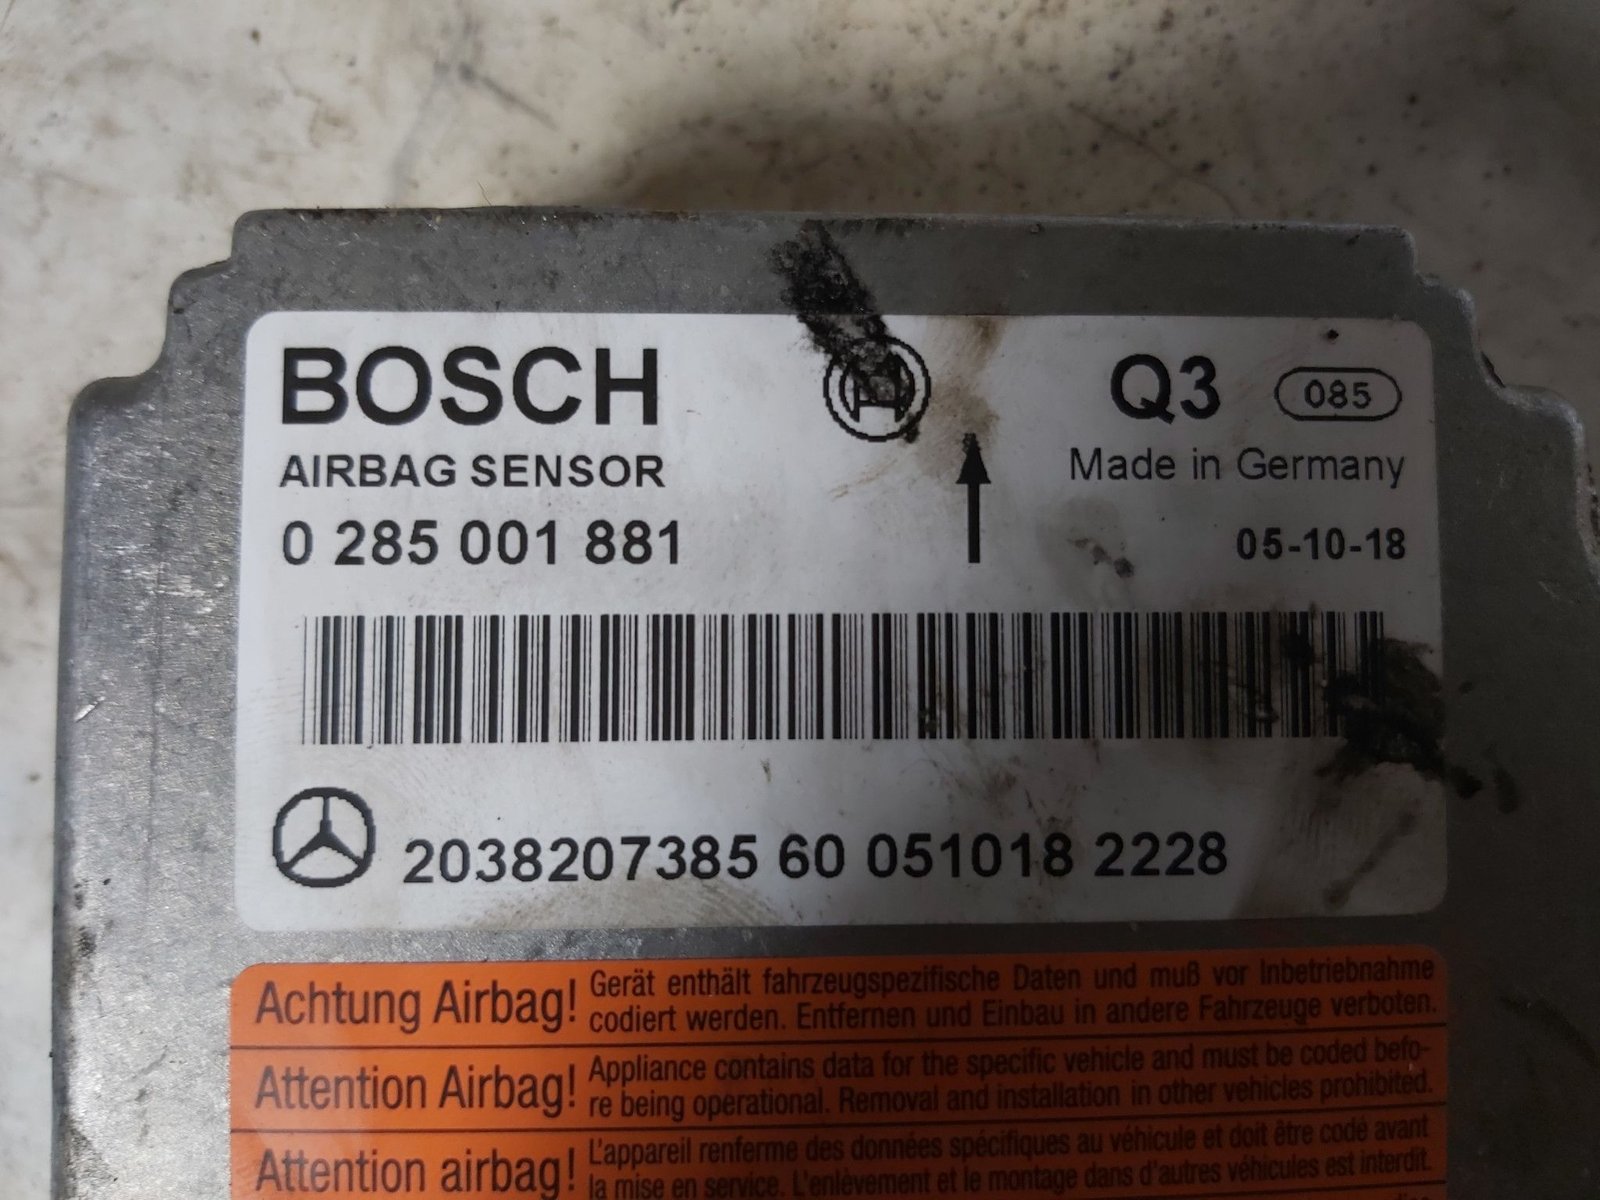 BOSCH
Q3 085
AIRBAG SENSOR
Made in Germany
0 285 001 881
05-10-18
2038207385 60 051018 2228
Achtung Airbag!
Gerät enthält fahrzeugspezifische Daten und muß vor Inbetriebnahme
codiert werden. Entfernen und Einbau in andere Fahrzeuge verboten.
Attention Airbag!
Appliance contains data for the specific vehicle and must be coded befo-
re being operational. Removal and installation in other vehicles prohibited.
Attention airbag!
L'appareil renferme des données spécifiques au véhicule et doit être codé avant
la mise en service. L'enlèvement et le montage dans d'autres véhicules est interdit.